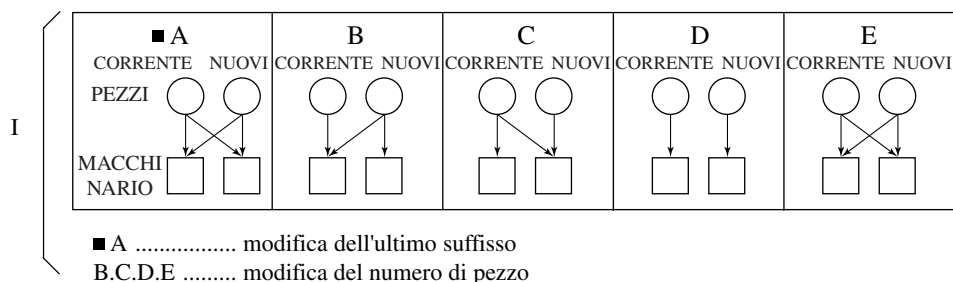 ■ A B C D E
CORRENTE NUOVI CORRENTE NUOVI CORRENTE NUOVI CORRENTE NUOVI CORRENTE NUOVI
PEZZI
I
MACCHI
NARIO
■ A ................. modifica dell'ultimo suffisso
B.C.D.E ......... modifica del numero di pezzo